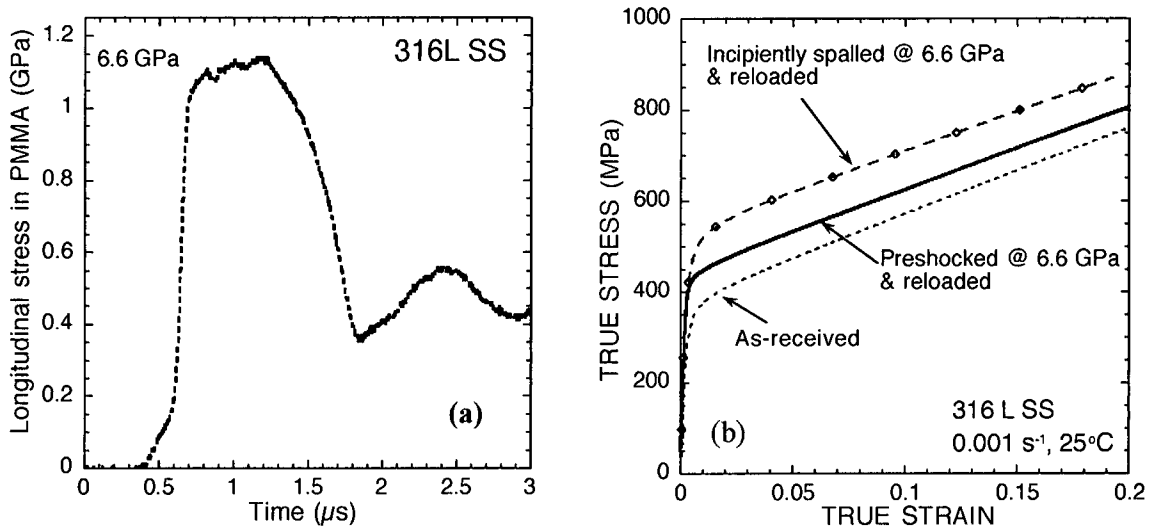 6.6 GPa
316L SS
Longitudinal stress in PMMA (GPa)
1.2
1
0.8
0.6
0.4
0.2
0
(a)
0
0.5
1
1.5
2
2.5
3
Time (µs)
1000
800
600
400
200
0
TRUE STRESS (MPa)
Incipiently spalled @ 6.6 GPa
& reloaded
Preshocked @ 6.6 GPa
& reloaded
As-received
(b)
316 L SS
0.001 s⁻¹, 25°C
0
0.05
0.1
0.15
0.2
TRUE STRAIN